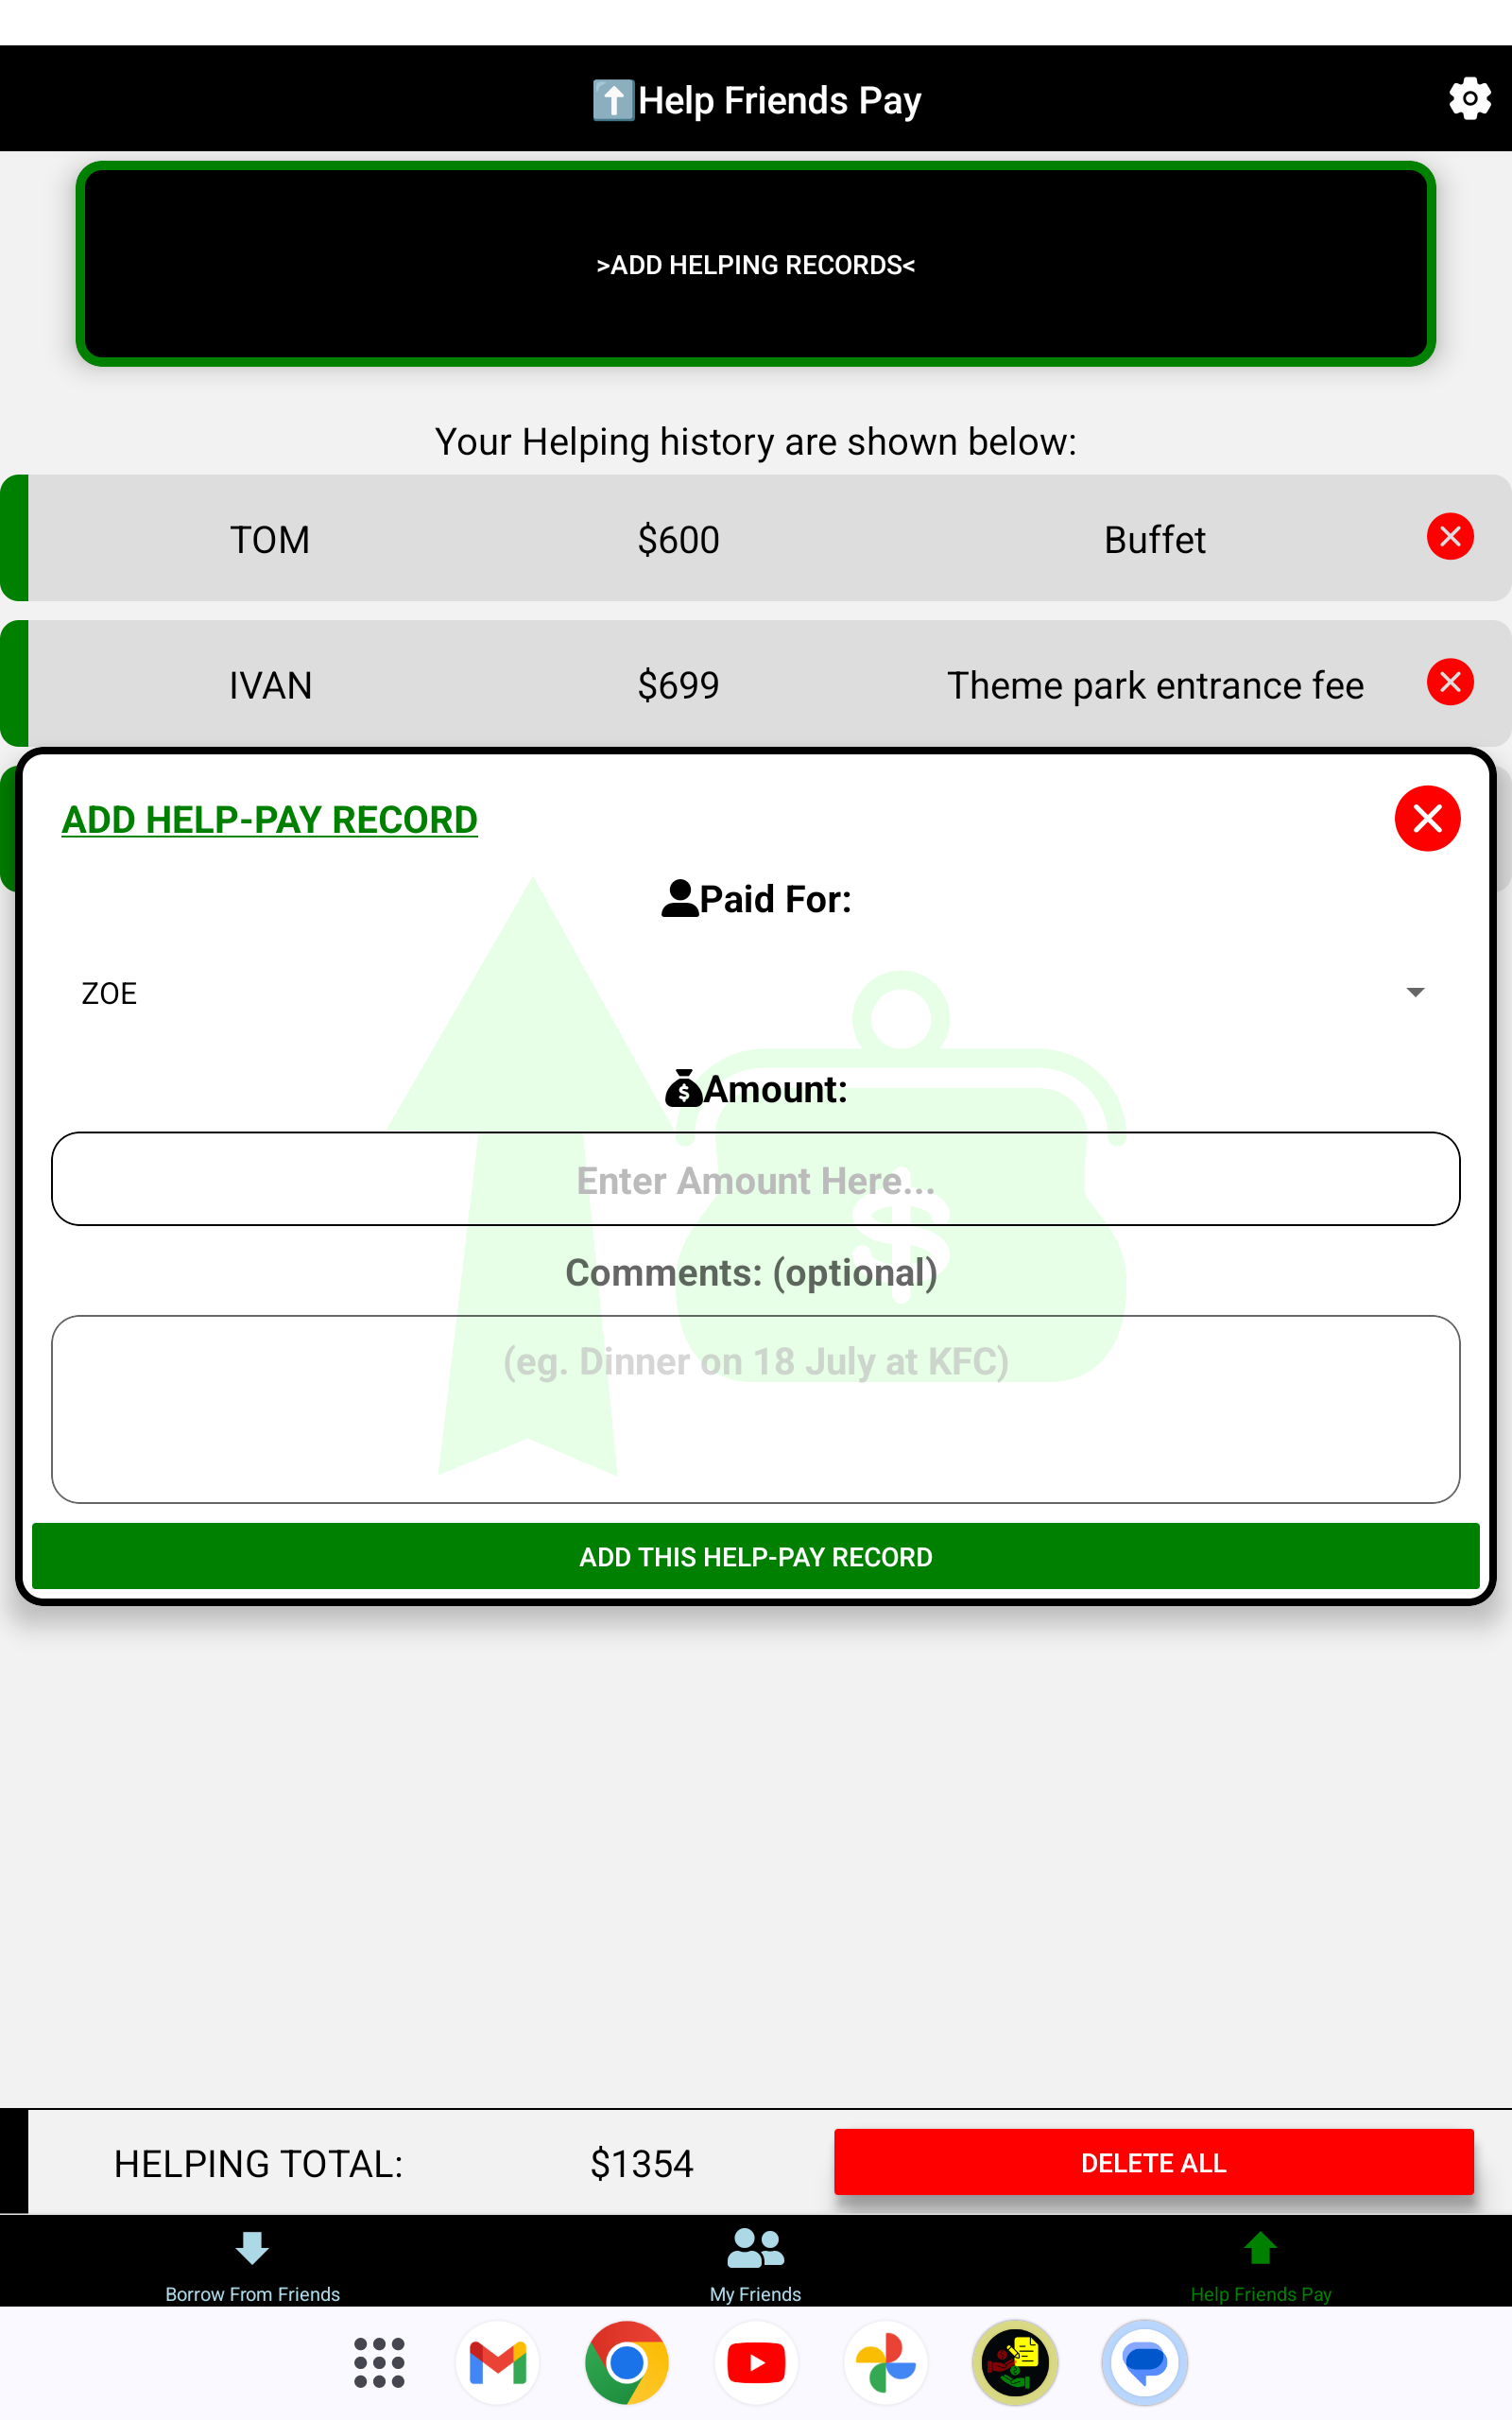 ⬆️Help Friends Pay
>ADD HELPING RECORDS<
Your Helping history are shown below:
TOM $600 Buffet
IVAN $699 Theme park entrance fee
ADD HELP-PAY RECORD
Paid For:
ZOE
Amount:
Enter Amount Here...
Comments: (optional)
(eg. Dinner on 18 July at KFC)
ADD THIS HELP-PAY RECORD
HELPING TOTAL: $1354 DELETE ALL
Borrow From Friends My Friends Help Friends Pay